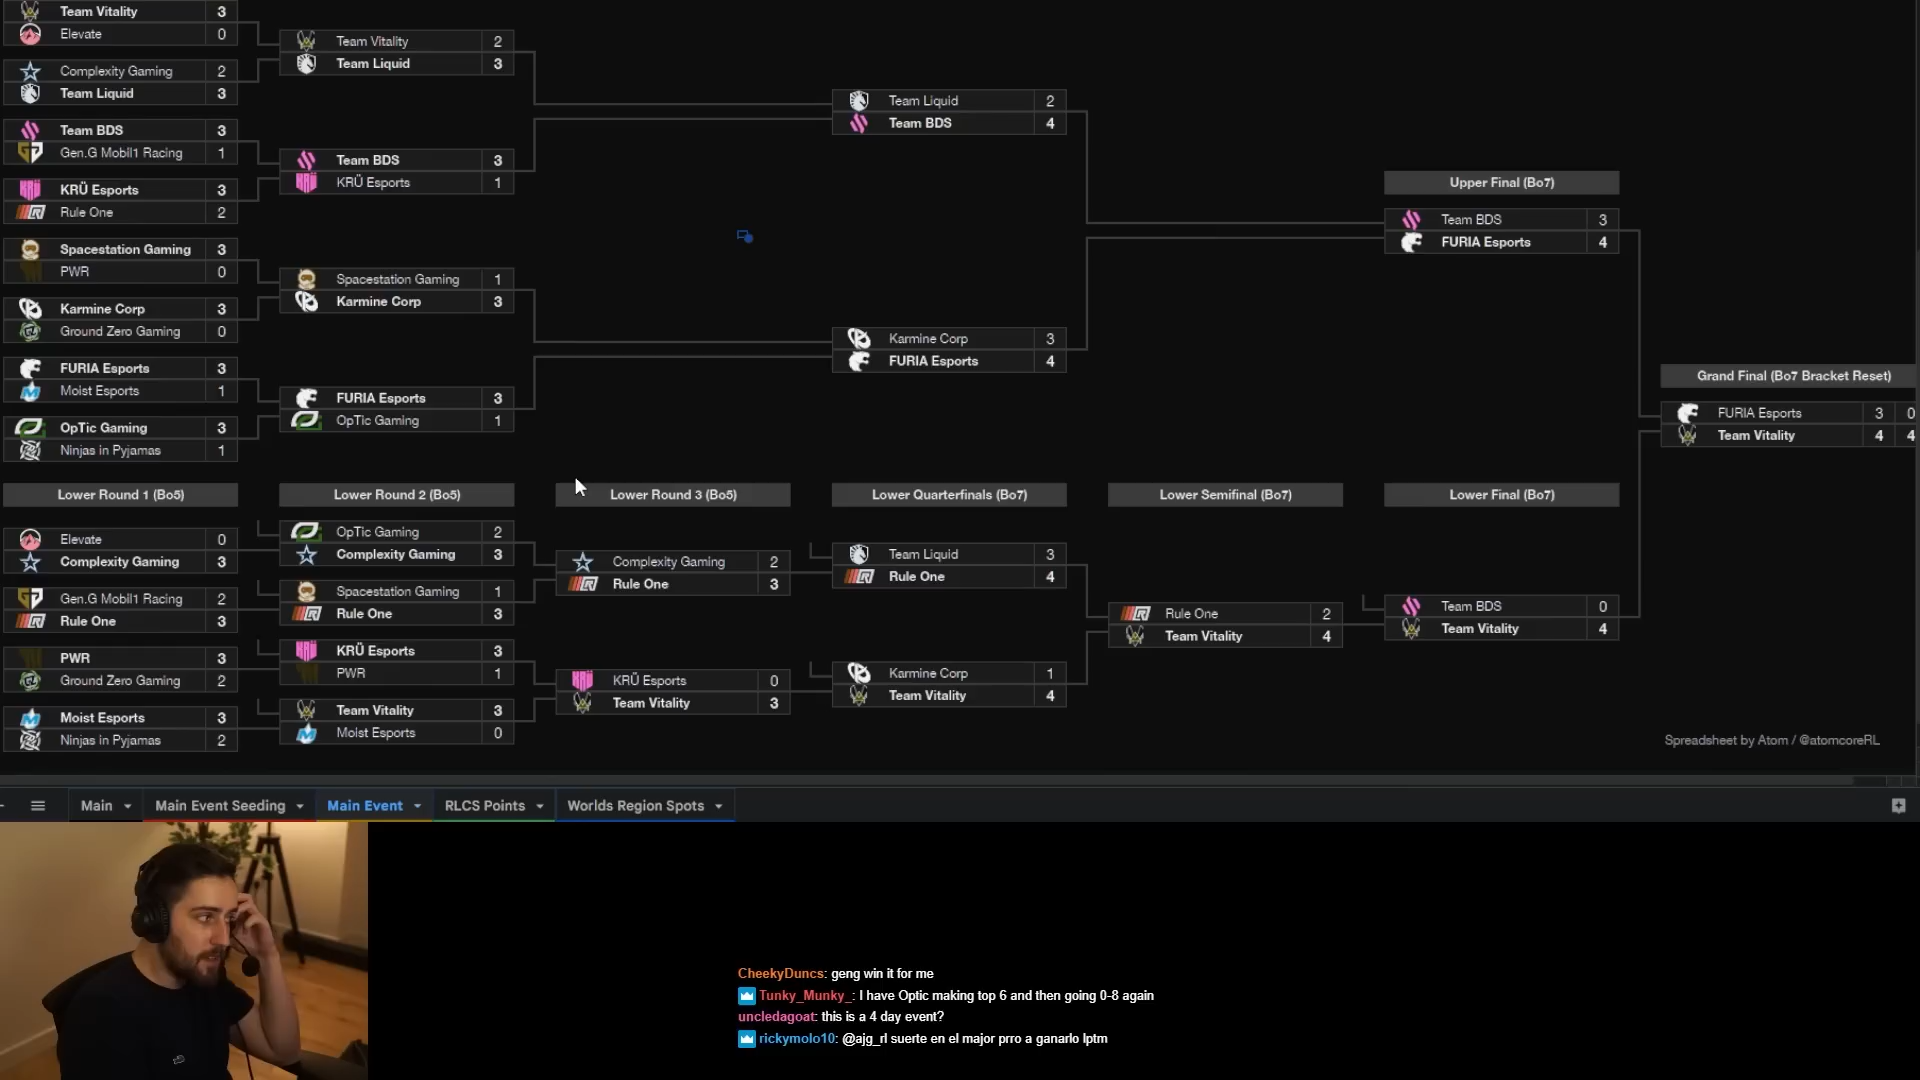 Team Vitality 3
Elevate 0
Complexity Gaming 2
Team Liquid 3
Team BDS 3
Gen.G Mobil1 Racing 1
KRÜ Esports 3
Rule One 2
Spacestation Gaming 3
PWR 0
Karmine Corp 3
Ground Zero Gaming 0
FURIA Esports 3
Moist Esports 1
OpTic Gaming 3
Ninjas in Pyjamas 1
Team Vitality 2
Team Liquid 3
Team BDS 3
KRÜ Esports 1
Spacestation Gaming 1
Karmine Corp 3
FURIA Esports 3
OpTic Gaming 1
Team Liquid 2
Team BDS 4
Karmine Corp 3
FURIA Esports 4
Upper Final (Bo7)
Team BDS 3
FURIA Esports 4
Grand Final (Bo7 Bracket Reset)
FURIA Esports 3 0
Team Vitality 4 4
Lower Round 1 (Bo5)
Elevate 0
Complexity Gaming 3
Gen.G Mobil1 Racing 2
Rule One 3
PWR 3
Ground Zero Gaming 2
Moist Esports 3
Ninjas in Pyjamas 2
Lower Round 2 (Bo5)
OpTic Gaming 2
Complexity Gaming 3
Spacestation Gaming 1
Rule One 3
KRÜ Esports 3
PWR 1
Team Vitality 3
Moist Esports 0
Lower Round 3 (Bo5)
Complexity Gaming 2
Rule One 3
KRÜ Esports 0
Team Vitality 3
Lower Quarterfinals (Bo7)
Team Liquid 3
Rule One 4
Karmine Corp 1
Team Vitality 4
Lower Semifinal (Bo7)
Rule One 2
Team Vitality 4
Lower Final (Bo7)
Team BDS 0
Team Vitality 4
Spreadsheet by Atom / @atomcoreRL
Main Main Event Seeding Main Event RLCS Points Worlds Region Spots
CheekyDuncs: geng win it for me
Tunky_Munky_: I have Optic making top 6 and then going 0-8 again
uncledagoat: this is a 4 day event?
rickymolo10: @ajg_rl suerte en el major prro a ganarlo lptm